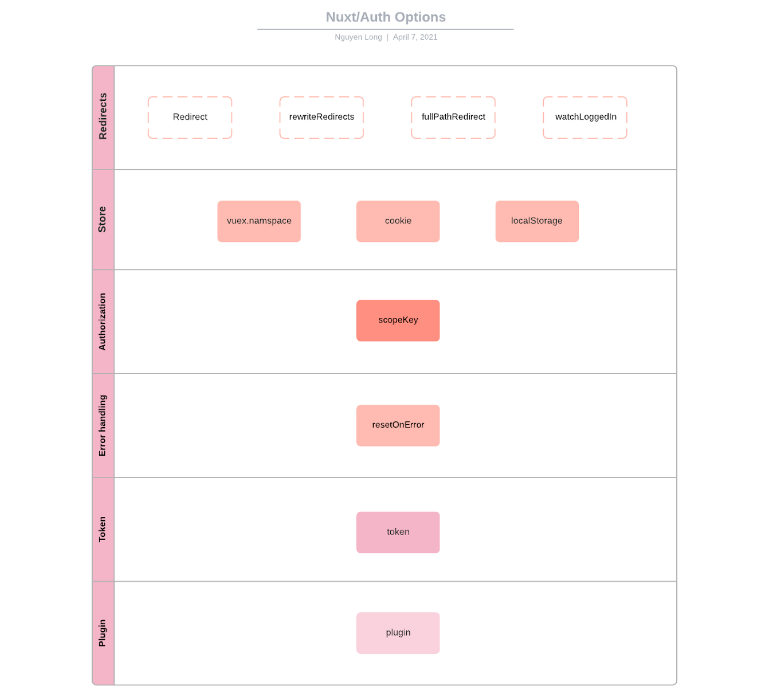 Nuxt/Auth Options
Nguyen Long | April 7, 2021
Redirects
Redirect
rewriteRedirects
fullPathRedirect
watchLoggedIn
Store
vuex.namspace
cookie
localStorage
Authorization
scopeKey
Error handling
resetOnError
Token
token
Plugin
plugin